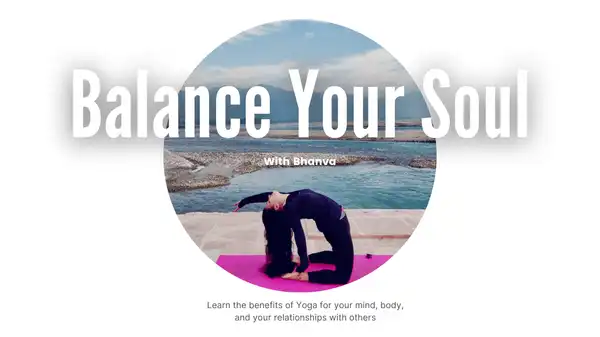 Balance Your Soul
With Bhanva
Learn the benefits of Yoga for your mind, body,
and your relationships with others